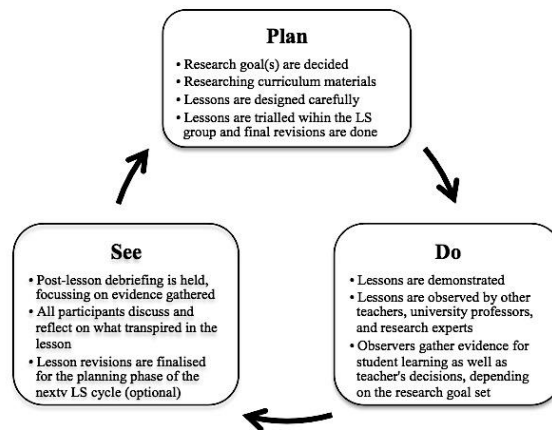 Plan
• Research goal(s) are decided
• Researching curriculum materials
• Lessons are designed carefully
• Lessons are trialled wihin the LS
group and final revisions are done
See
• Post-lesson debriefing is held,
focussing on evidence gathered
• All participants discuss and
reflect on what transpired in the
lesson
• Lesson revisions are finalised
for the planning phase of the
nextv LS cycle (optional)
Do
• Lessons are demonstrated
• Lessons are observed by other
teachers, university professors,
and research experts
• Observers gather evidence for
student learning as well as
teacher's decisions, depending
on the research goal set